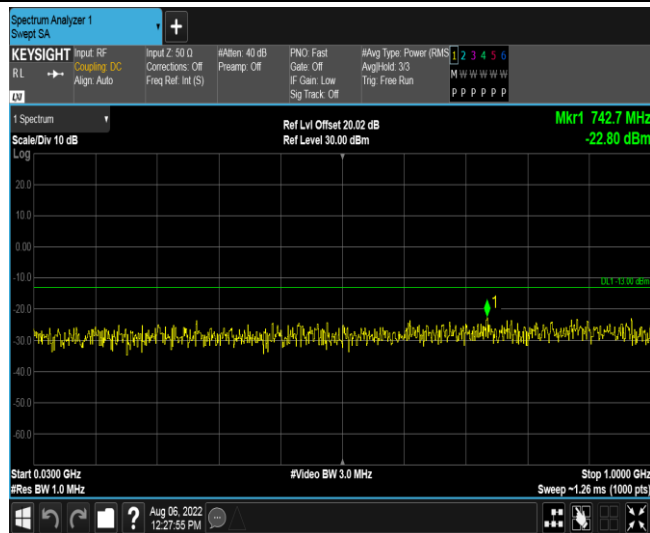 Spectrum Analyzer 1
Swept SA
KEYSIGHT
RL
Input: RF
Coupling: DC
Align: Auto
Input Z: 50 Ω
Corrections: Off
Freq Ref: Int (S)
#Atten: 40 dB
Preamp: Off
PNO: Fast
Gate: Off
IF Gain: Low
Sig Track: Off
#Avg Type: Power (RMS
Avg|Hold: 3/3
Trig: Free Run
1 2 3 4 5 6
M W W W W W
P P P P P P
1 Spectrum
Scale/Div 10 dB
Log
Ref Lvl Offset 20.02 dB
Ref Level 30.00 dBm
Mkr1 742.7 MHz
-22.80 dBm
20.0
10.0
0.00
-10.0
DL1 -13.00 dBm
-20.0
1
-30.0
-40.0
-50.0
-60.0
Start 0.0300 GHz
#Res BW 1.0 MHz
#Video BW 3.0 MHz
Stop 1.0000 GHz
Sweep ~1.26 ms (1000 pts)
Aug 06, 2022
12:27:55 PM